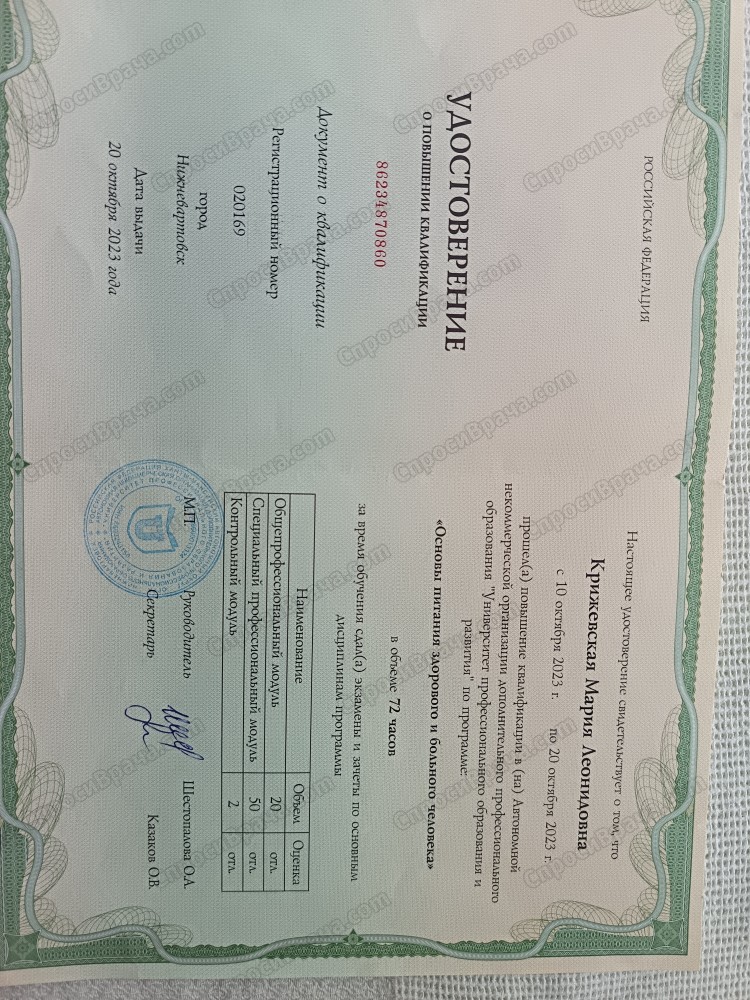 РОССИЙСКАЯ ФЕДЕРАЦИЯ
УДОСТОВЕРЕНИЕ
О ПОВЫШЕНИИ КВАЛИФИКАЦИИ
86234870860
Документ о квалификации
Регистрационный номер
020169
город
Нижневартовск
Дата выдачи
20 октября 2023 года
Настоящее удостоверение свидетельствует о том, что
Крижевская Мария Леонидовна
с 10 октября 2023 г. по 20 октября 2023 г.
прошел(а) повышение квалификации в (на) Автономной
некоммерческой организации дополнительного профессионального
образования "Университет профессионального образования и
развития" по программе:
«Основы питания здорового и больного человека»
в объеме 72 часов
за время обучения сдал(а) экзамены и зачеты по основным
дисциплинам программы
Наименование Объем Оценка
Общепрофессиональный модуль 20 отл.
Специальный профессиональный модуль 50 отл.
Контрольный модуль 2 отл.
М.П. Руководитель Шестопалова О.А.
Секретарь Казаков О.В.
СпросиВрача.com